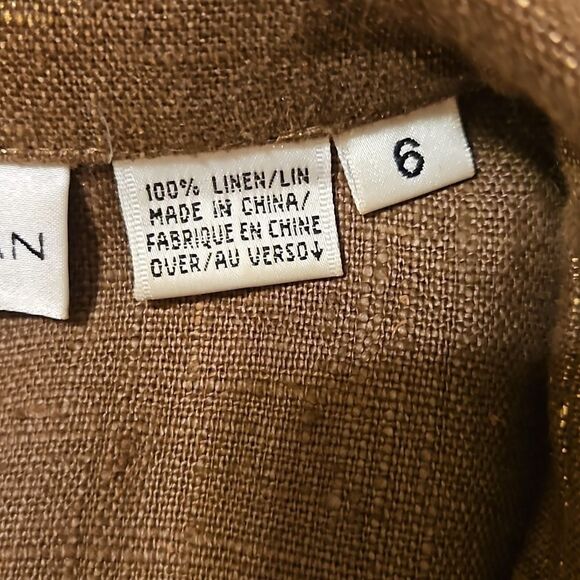 AN
100% LINEN/LIN
MADE IN CHINA/
FABRIQUE EN CHINE
OVER/AU VERSO↓
6